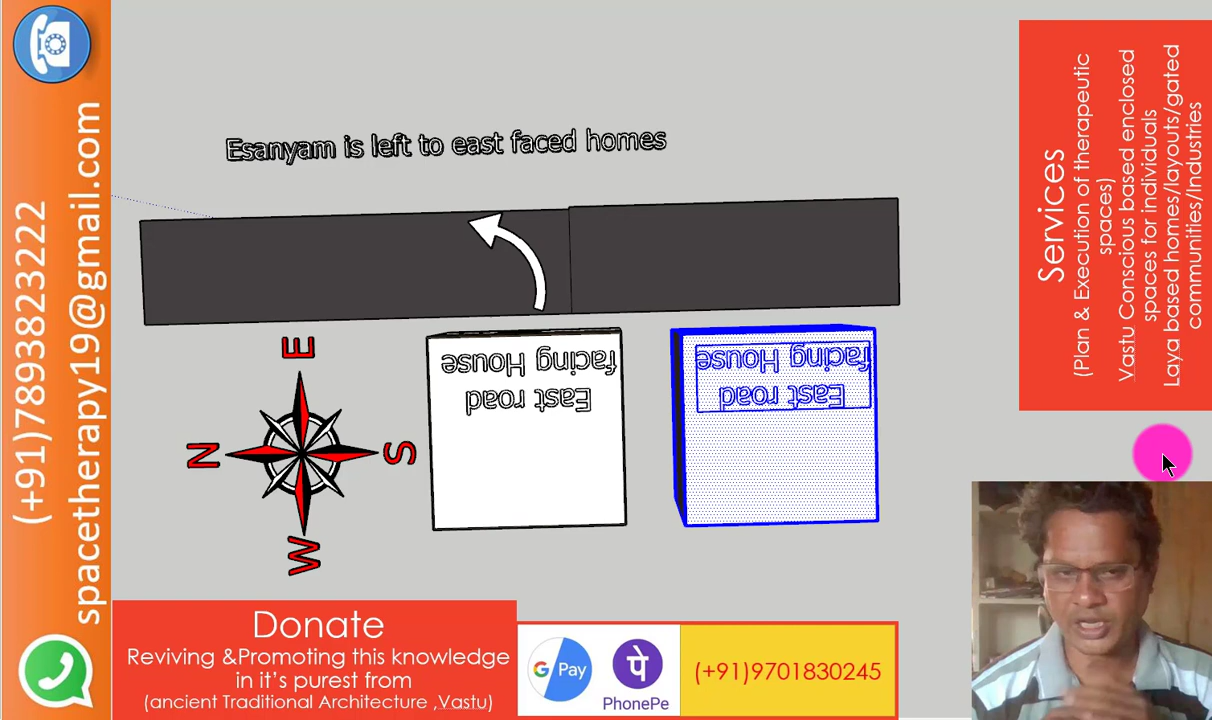 (+91)7893823222
spacetherapy19@gmail.com
Esanyam is left to east faced homes
E
N
S
W
East road
facing House
East road
facing House
Services
(Plan & Execution of therapeutic
spaces)
Vastu Conscious based enclosed
spaces for individuals
Laya based homes/layouts/gated
communities/Industries
Donate
Reviving &Promoting this knowledge
in it's purest from
(ancient Traditional Architecture ,Vastu)
G Pay
पे
PhonePe
(+91)9701830245